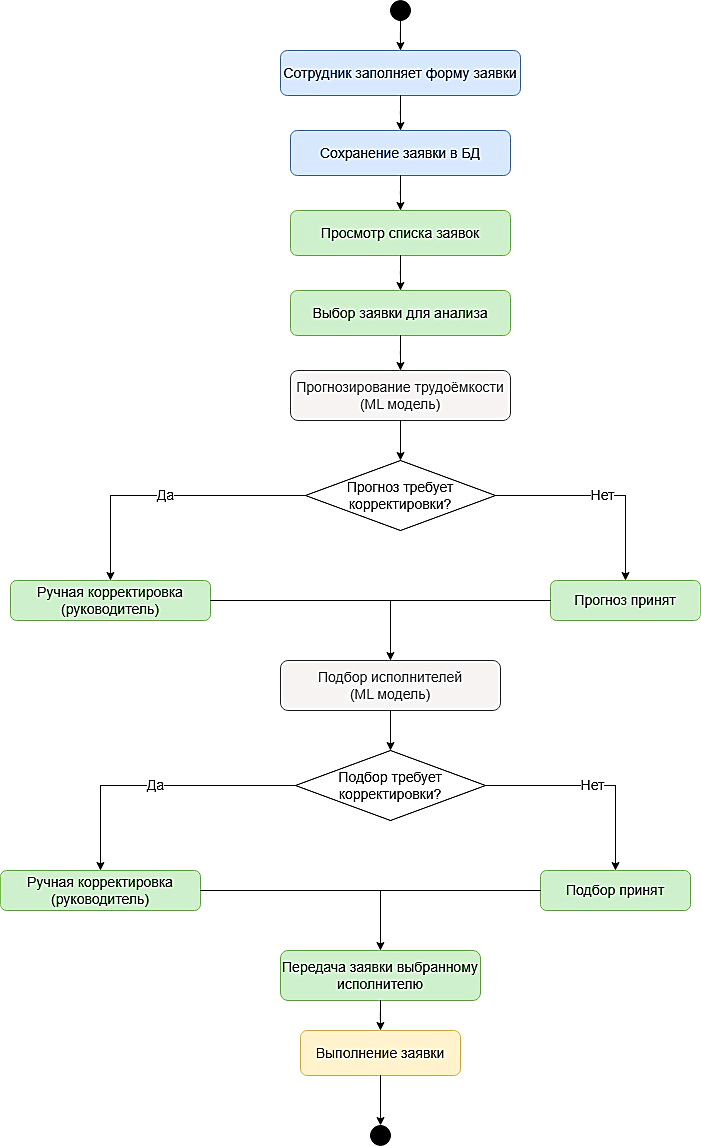 Сотрудник заполняет форму заявки
Сохранение заявки в БД
Просмотр списка заявок
Выбор заявки для анализа
Прогнозирование трудоёмкости
(ML модель)
Прогноз требует
корректировки?
Да
Нет
Ручная корректировка
(руководитель)
Прогноз принят
Подбор исполнителей
(ML модель)
Подбор требует
корректировки?
Да
Нет
Ручная корректировка
(руководитель)
Подбор принят
Передача заявки выбранному
исполнителю
Выполнение заявки